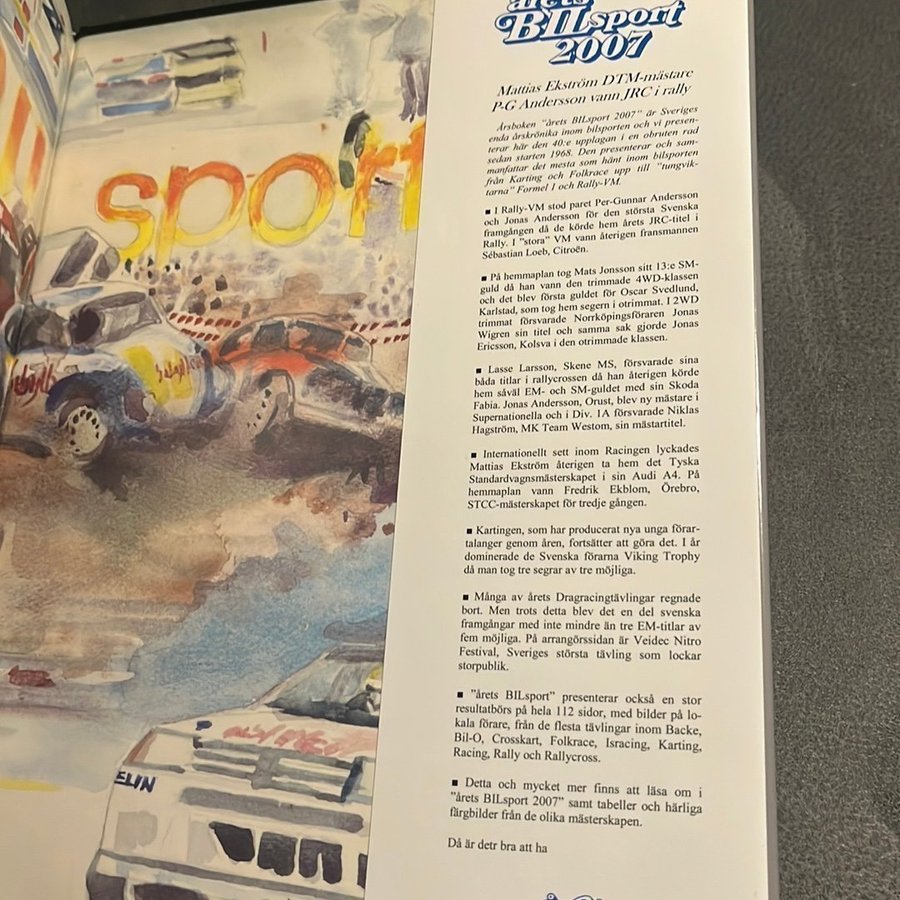 årets
BILsport
2007
Mattias Ekström DTM-mästare
P-G Andersson vann JRC i rally
Årsboken "årets BILsport 2007" är Sveriges
enda årskrönika inom bilsporten och vi presen-
terar här den 40:e upplagan i en obruten rad
sedan starten 1968. Den presenterar och sam-
manfattar det mesta som hänt inom bilsporten
från Karting och Folkrace upp till "tungvik-
tarna" Formel 1 och Rally-VM.
■ I Rally-VM stod paret Per-Gunnar Andersson
och Jonas Andersson för den största Svenska
framgången då de körde hem årets JRC-titel i
Rally. I "stora" VM vann återigen fransmannen
Sébastian Loeb, Citroën.
■ På hemmaplan tog Mats Jonsson sitt 13:e SM-
guld då han vann den trimmade 4WD-klassen
och det blev första guldet för Oscar Svedlund,
Karlstad, som tog hem segern i otrimmat. I 2WD
trimmat försvarade Norrköpingsföraren Jonas
Wigren sin titel och samma sak gjorde Jonas
Ericsson, Kolsva i den otrimmade klassen.
■ Lasse Larsson, Skene MS, försvarade sina
båda titlar i rallycrossen då han återigen körde
hem såväl EM- och SM-guldet med sin Skoda
Fabia. Jonas Andersson, Orust, blev ny mästare i
Supernationella och i Div. 1A försvarade Niklas
Hagström, MK Team Westom, sin mästartitel.
■ Internationellt sett inom Racingen lyckades
Mattias Ekström återigen ta hem det Tyska
Standardvagnsmästerskapet i sin Audi A4. På
hemmaplan vann Fredrik Ekblom, Örebro,
STCC-mästerskapet för tredje gången.
■ Kartingen, som har producerat nya unga förar-
talanger genom åren, fortsätter att göra det. I år
dominerade de Svenska förarna Viking Trophy
då man tog tre segrar av tre möjliga.
■ Många av årets Dragracingtävlingar regnade
bort. Men trots detta blev det en del svenska
framgångar med inte mindre än tre EM-titlar av
fem möjliga. På arrangörssidan är Veidec Nitro
Festival, Sveriges största tävling som lockar
storpublik.
■ "årets BILsport" presenterar också en stor
resultatbörs på hela 112 sidor, med bilder på lo-
kala förare, från de flesta tävlingar inom Backe,
Bil-O, Crosskart, Folkrace, Isracing, Karting,
Racing, Rally och Rallycross.
■ Detta och mycket mer finns att läsa om i
"årets BILsport 2007" samt tabeller och härliga
färgbilder från de olika mästerskapen.
Då är detr bra att ha
sport
ELIN